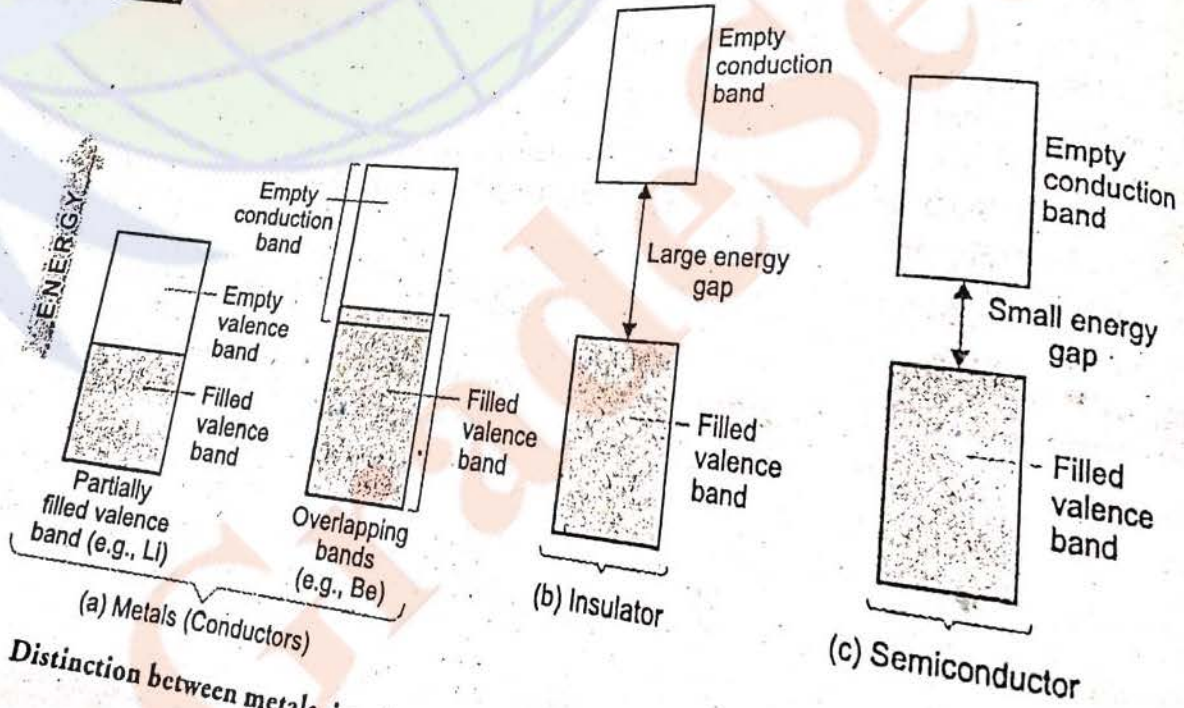 ENERGY
Empty
valence
band
Filled
valence
band
Partially
filled valence
band (e.g., Li)
Empty
conduction
band
Filled
valence
band
Overlapping
bands
(e.g., Be)
(a) Metals (Conductors)
Empty
conduction
band
Large energy
gap
Filled
valence
band
(b) Insulator
Empty
conduction
band
Small energy
gap
Filled
valence
band
(c) Semiconductor
Distinction between metals